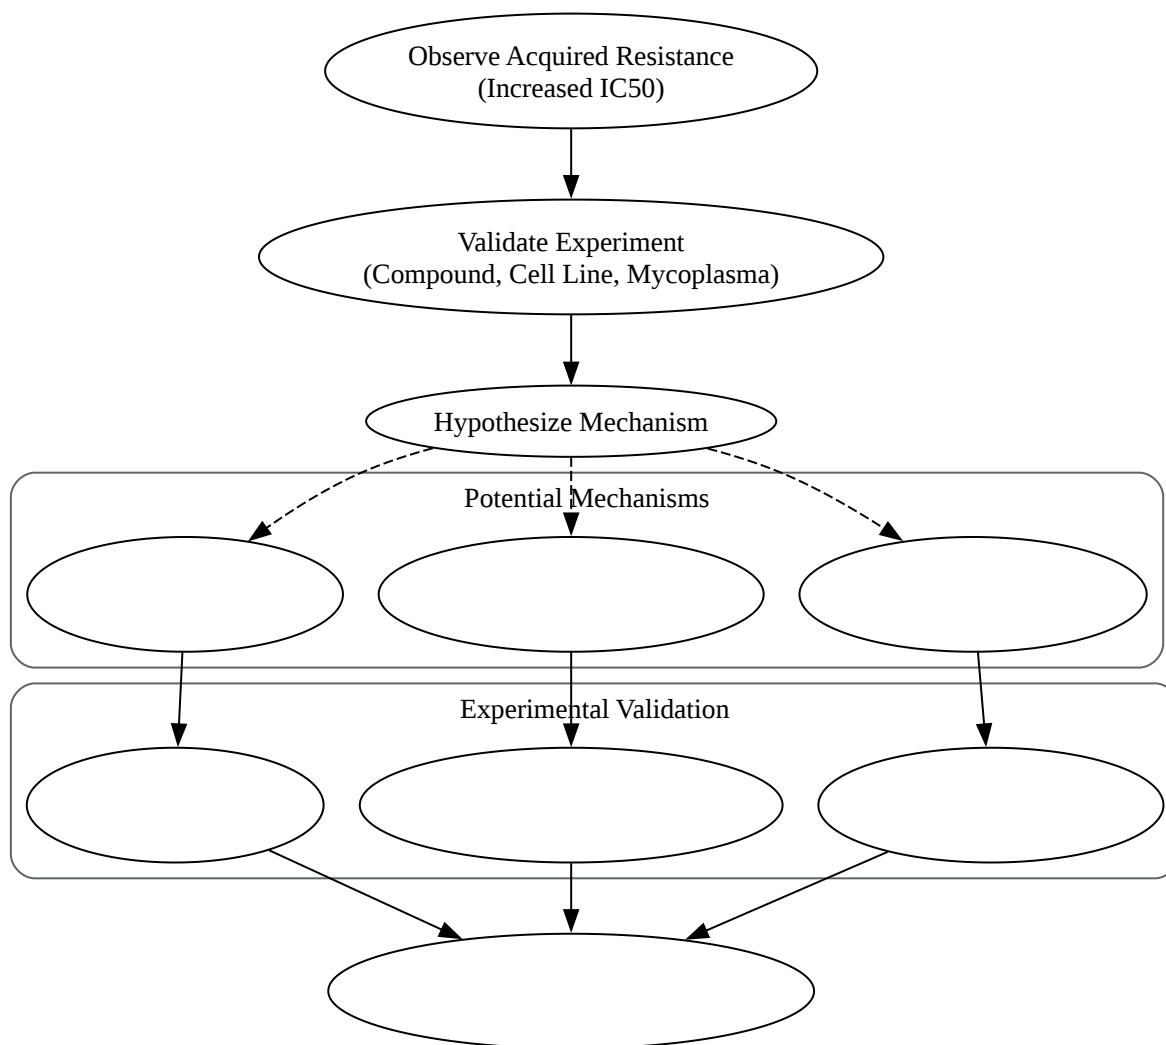 Observe Acquired Resistance
(Increased IC50)
Validate Experiment
(Compound, Cell Line, Mycoplasma)
Hypothesize Mechanism
Potential Mechanisms
Experimental Validation